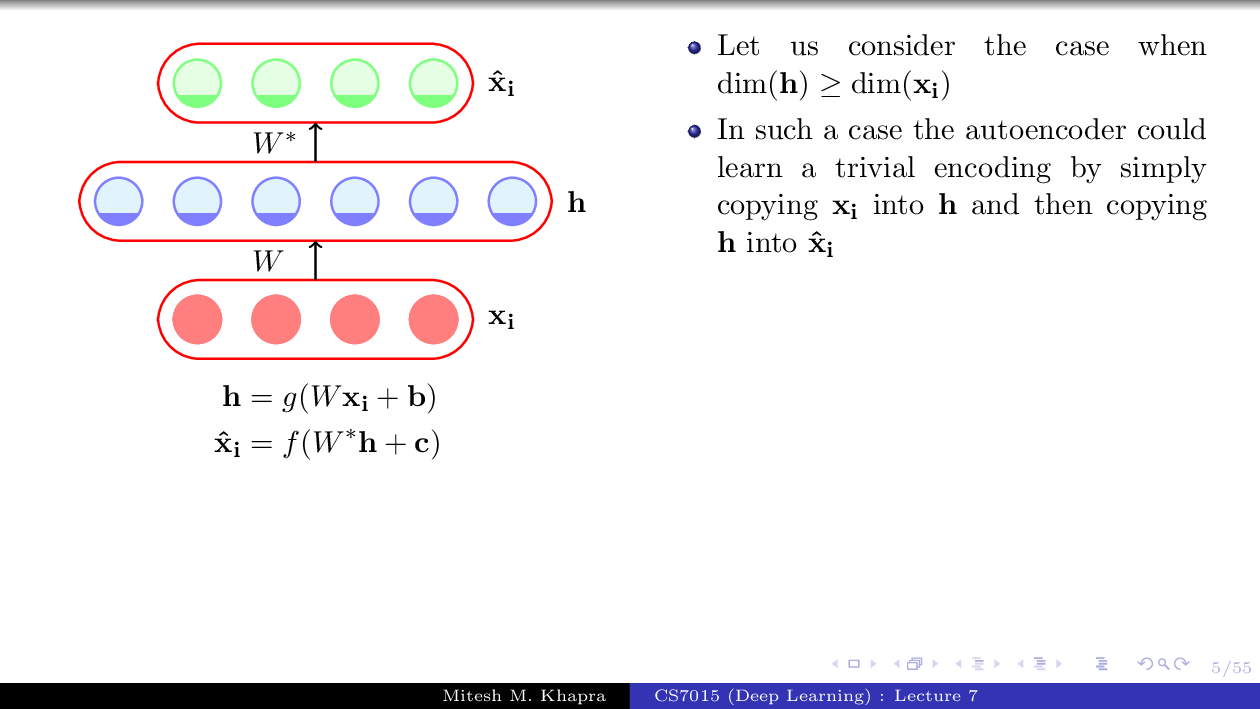 x̂ᵢ
W*
h
W
xᵢ
h = g(Wxᵢ + b)
x̂ᵢ = f(W*h + c)
Let us consider the case when
dim(h) ≥ dim(xᵢ)
In such a case the autoencoder could
learn a trivial encoding by simply
copying xᵢ into h and then copying
h into x̂ᵢ
5/55
Mitesh M. Khapra
CS7015 (Deep Learning) : Lecture 7